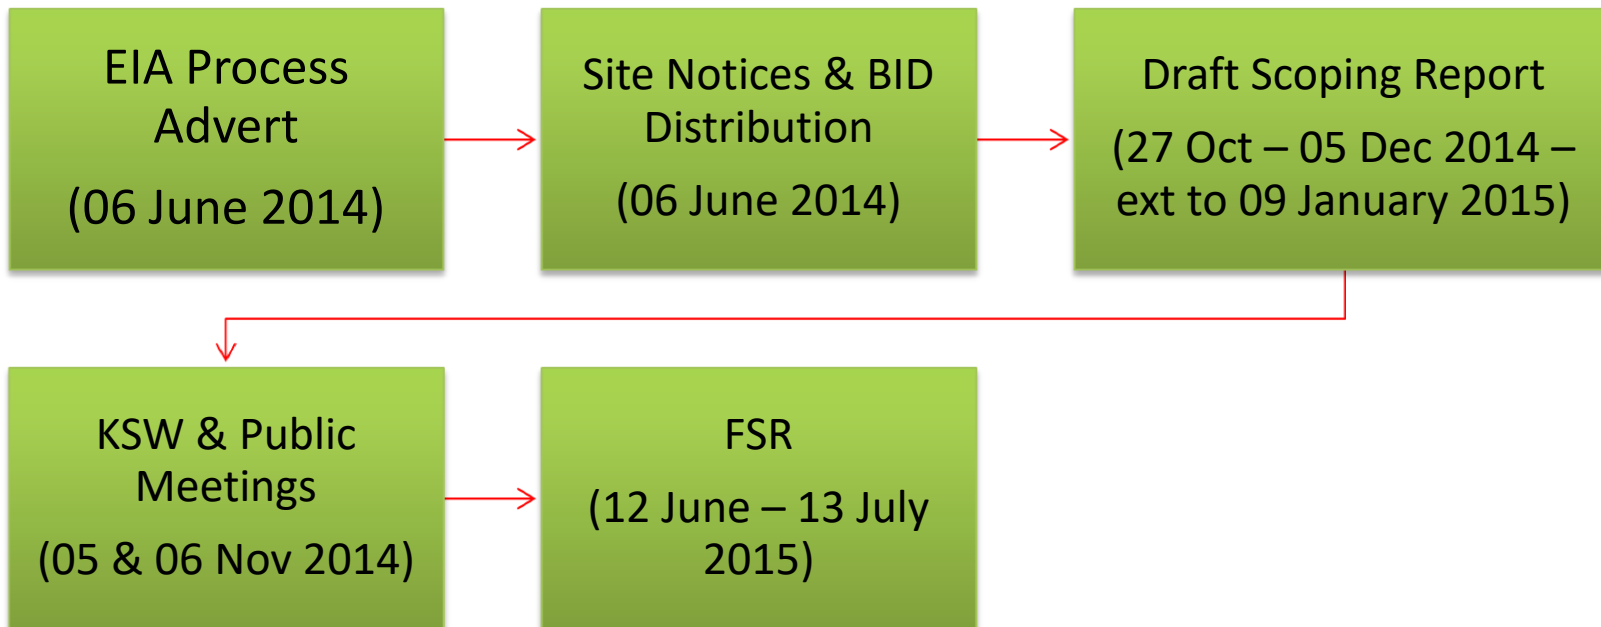 EIA Process
Advert
(06 June 2014)
Site Notices & BID
Distribution
(06 June 2014)
Draft Scoping Report
(27 Oct – 05 Dec 2014 –
ext to 09 January 2015)
KSW & Public
Meetings
(05 & 06 Nov 2014)
FSR
(12 June – 13 July
2015)